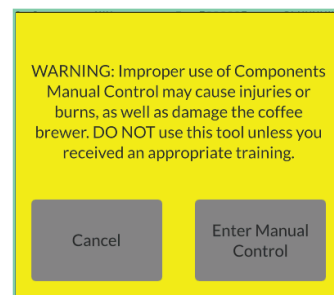 WARNING: Improper use of Components
Manual Control may cause injuries or
burns, as well as damage the coffee
brewer. DO NOT use this tool unless you
received an appropriate training.
Cancel
Enter Manual
Control